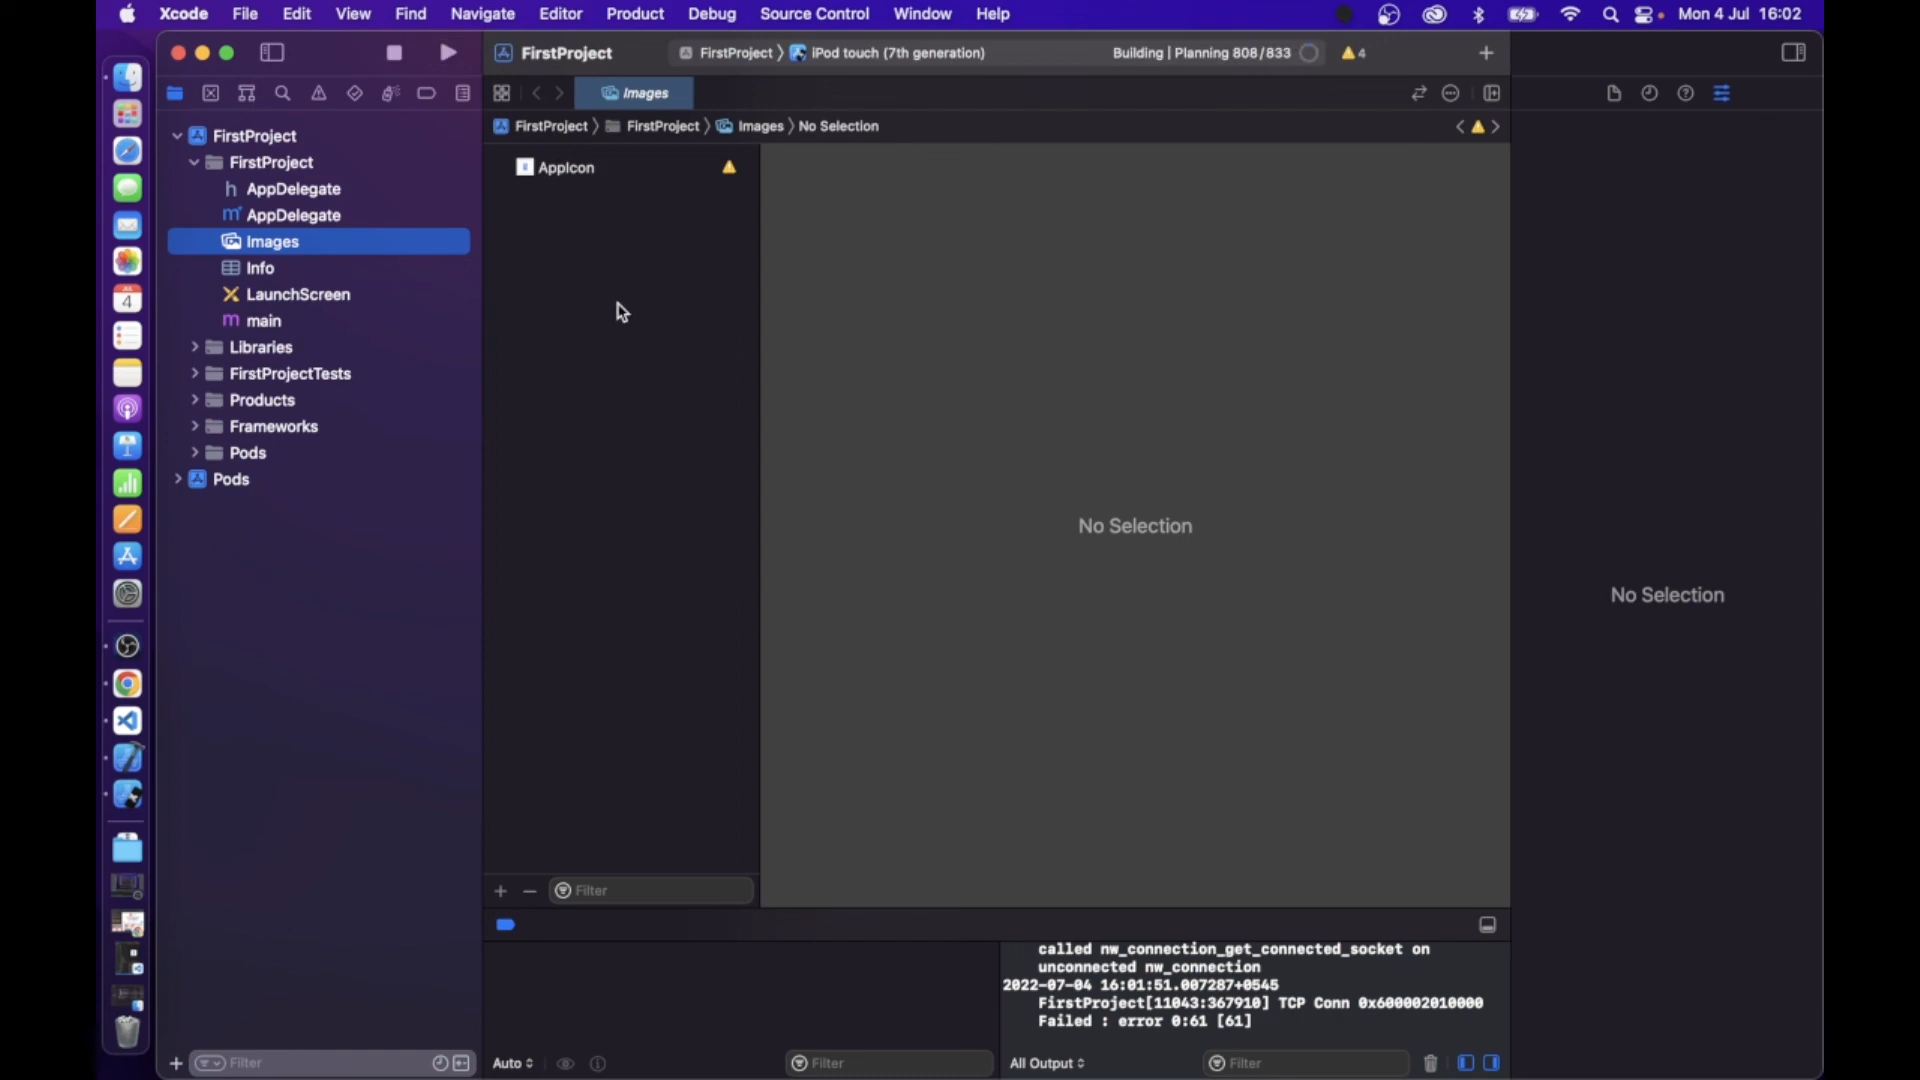 Xcode File Edit View Find Navigate Editor Product Debug Source Control Window Help Mon 4 Jul 16:02
FirstProject FirstProject iPod touch (7th generation) Building | Planning 808/833 4
Images
FirstProject FirstProject Images No Selection
FirstProject
FirstProject
h AppDelegate
m AppDelegate
Images
Info
LaunchScreen
m main
Libraries
FirstProjectTests
Products
Frameworks
Pods
Pods
AppIcon
No Selection
No Selection
Filter
called nw_connection_get_connected_socket on
unconnected nw_connection
2022-07-04 16:01:51.007287+0545
FirstProject[11043:367910] TCP Conn 0x600002010000
Failed : error 0:61 [61]
Filter
Auto
Filter
All Output
Filter
4